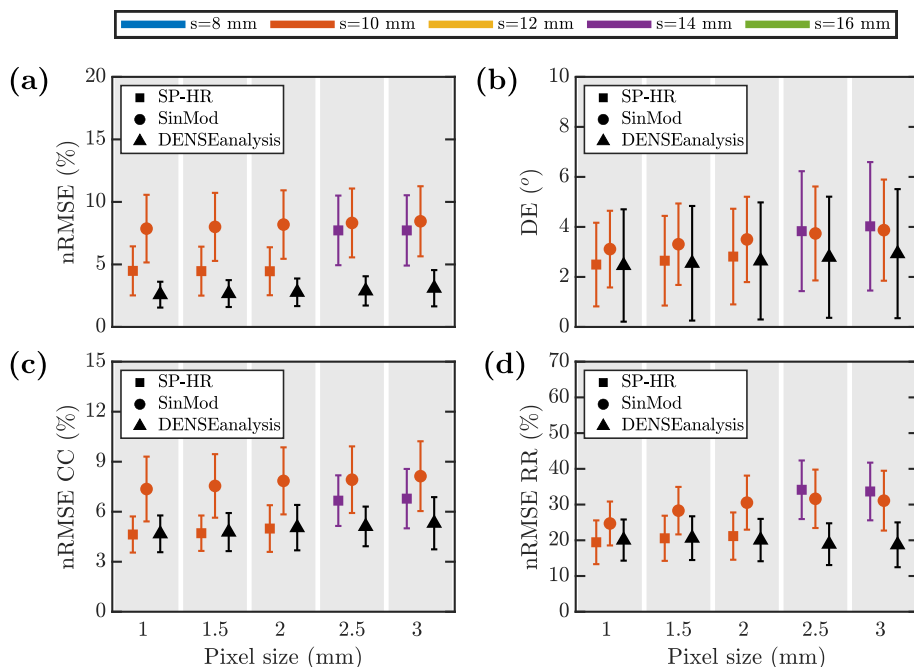 s=8 mm s=10 mm s=12 mm s=14 mm s=16 mm
(a)
20
15
10
5
0
nRMSE (%)
SP-HR
SinMod
DENSEanalysis
(b)
10
8
6
4
2
0
DE (o)
SP-HR
SinMod
DENSEanalysis
(c)
15
12
9
6
3
0
nRMSE CC (%)
SP-HR
SinMod
DENSEanalysis
1 1.5 2 2.5 3
Pixel size (mm)
(d)
70
60
50
40
30
20
10
0
nRMSE RR (%)
SP-HR
SinMod
DENSEanalysis
1 1.5 2 2.5 3
Pixel size (mm)